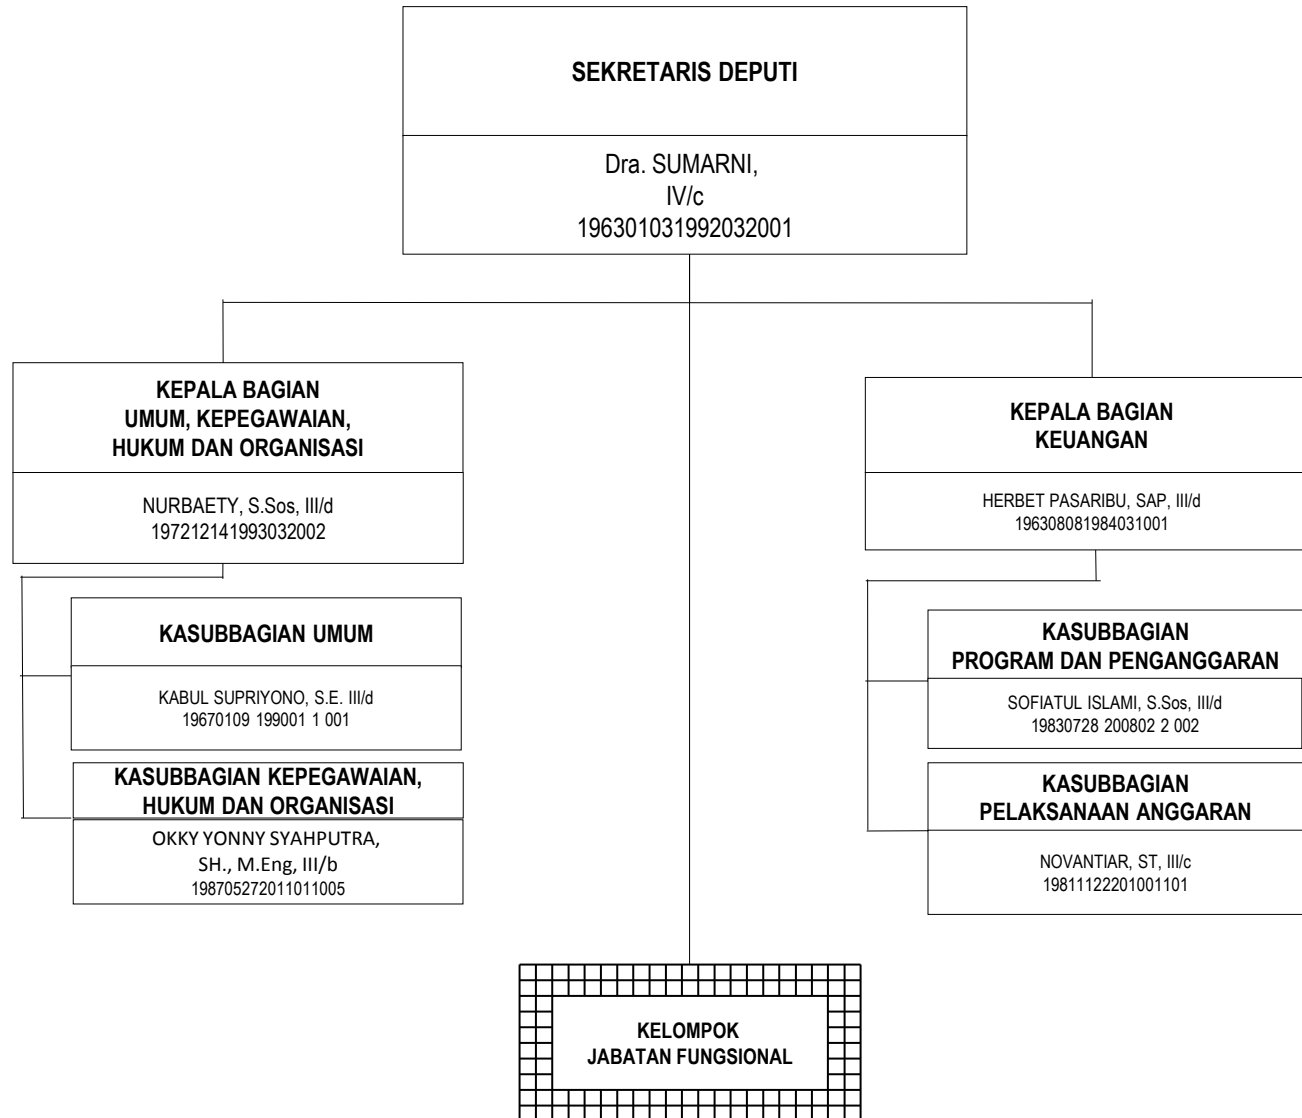 SEKRETARIS DEPUTI
Dra. SUMARNI,
IV/c
196301031992032001
KEPALA BAGIAN
UMUM, KEPEGAWAIAN,
HUKUM DAN ORGANISASI
NURBAETY, S.Sos, III/d
197212141993032002
KASUBBAGIAN UMUM
KABUL SUPRIYONO, S.E. III/d
19670109 199001 1 001
KASUBBAGIAN KEPEGAWAIAN,
HUKUM DAN ORGANISASI
OKKY YONNY SYAHPUTRA,
SH., M.Eng, III/b
198705272011011005
KEPALA BAGIAN
KEUANGAN
HERBET PASARIBU, SAP, III/d
196308081984031001
KASUBBAGIAN
PROGRAM DAN PENGANGGARAN
SOFIATUL ISLAMI, S.Sos, III/d
19830728 200802 2 002
KASUBBAGIAN
PELAKSANAAN ANGGARAN
NOVANTIAR, ST, III/c
19811122201001101
KELOMPOK
JABATAN FUNGSIONAL